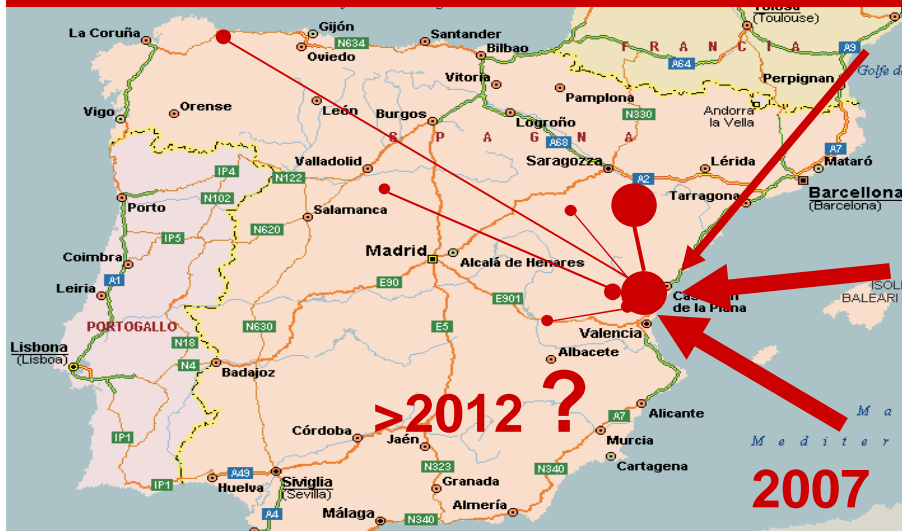 Tolosa
(Toulouse)
La Coruña
Gijón
Santander
Oviedo
N634
Bilbao
F R A N C I A
A9
A64
Golfe
Vitoria
Perpignan
Pamplona
Vigo
Orense
León
Burgos
Logroño
N330
Andorra
la Vella
S P A G N A
A68
A7
Valladolid
Saragozza
Lérida
Mataró
IP4
N122
A2
Barcellona
(Barcelona)
N102
Porto
Salamanca
Tarragona
IP5
N620
Coimbra
Madrid
Alcalá de Henares
A1
Leiria
E90
E901
ISOL
BALEARI
de la Plana
PORTOGALLO
N630
E5
Valencia
Lisbona
(Lisboa)
N18
N4
Badajoz
Albacete
>2012 ?
A7
Alicante
M a
IP1
Córdoba
Jaén
Murcia
M e d i t e r
A49
N323
N340
Cartagena
IP1
Huelva
Siviglia
(Sevilla)
Granada
2007
A4
Málaga
N340
Almería